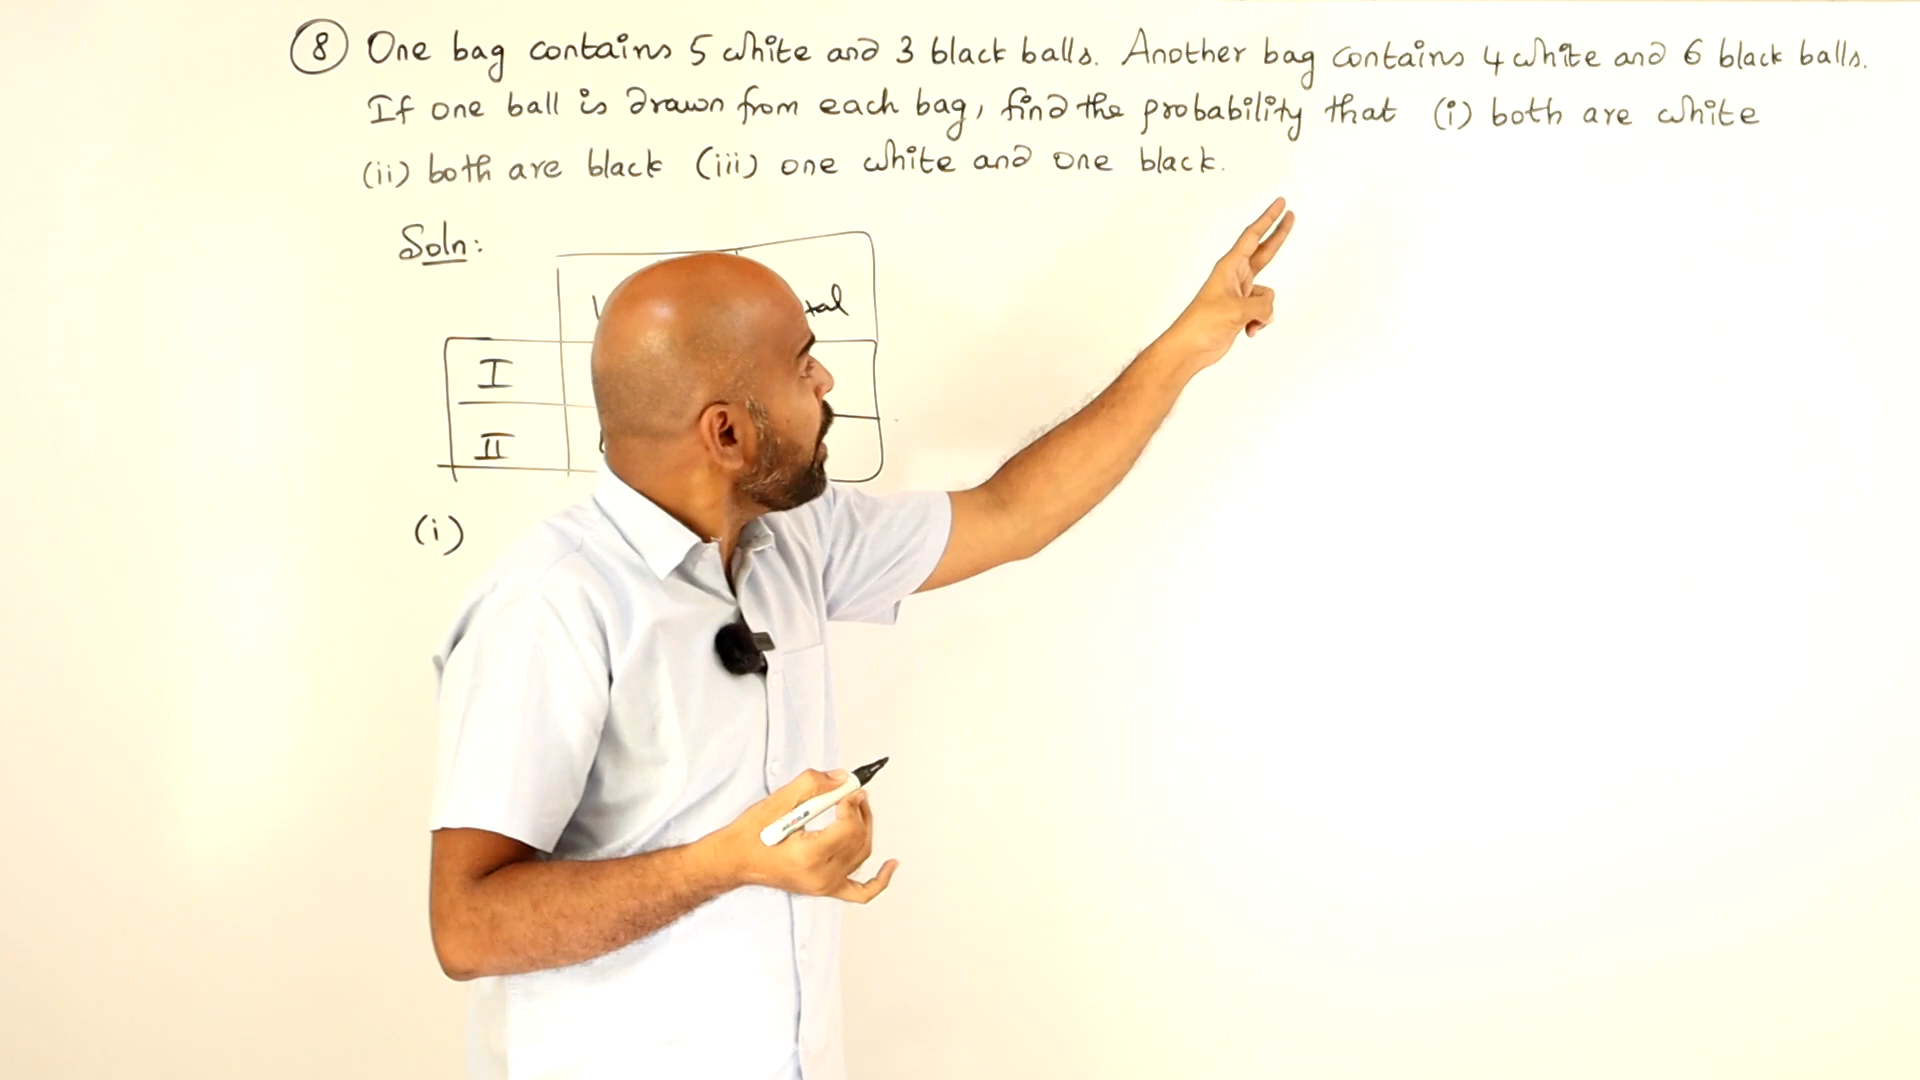 8 One bag contains 5 white and 3 black balls. Another bag contains 4 white and 6 black balls.
If one ball is drawn from each bag, find the probability that (i) both are white
(ii) both are black (iii) one white and one black.
Soln:
I
II
(i)